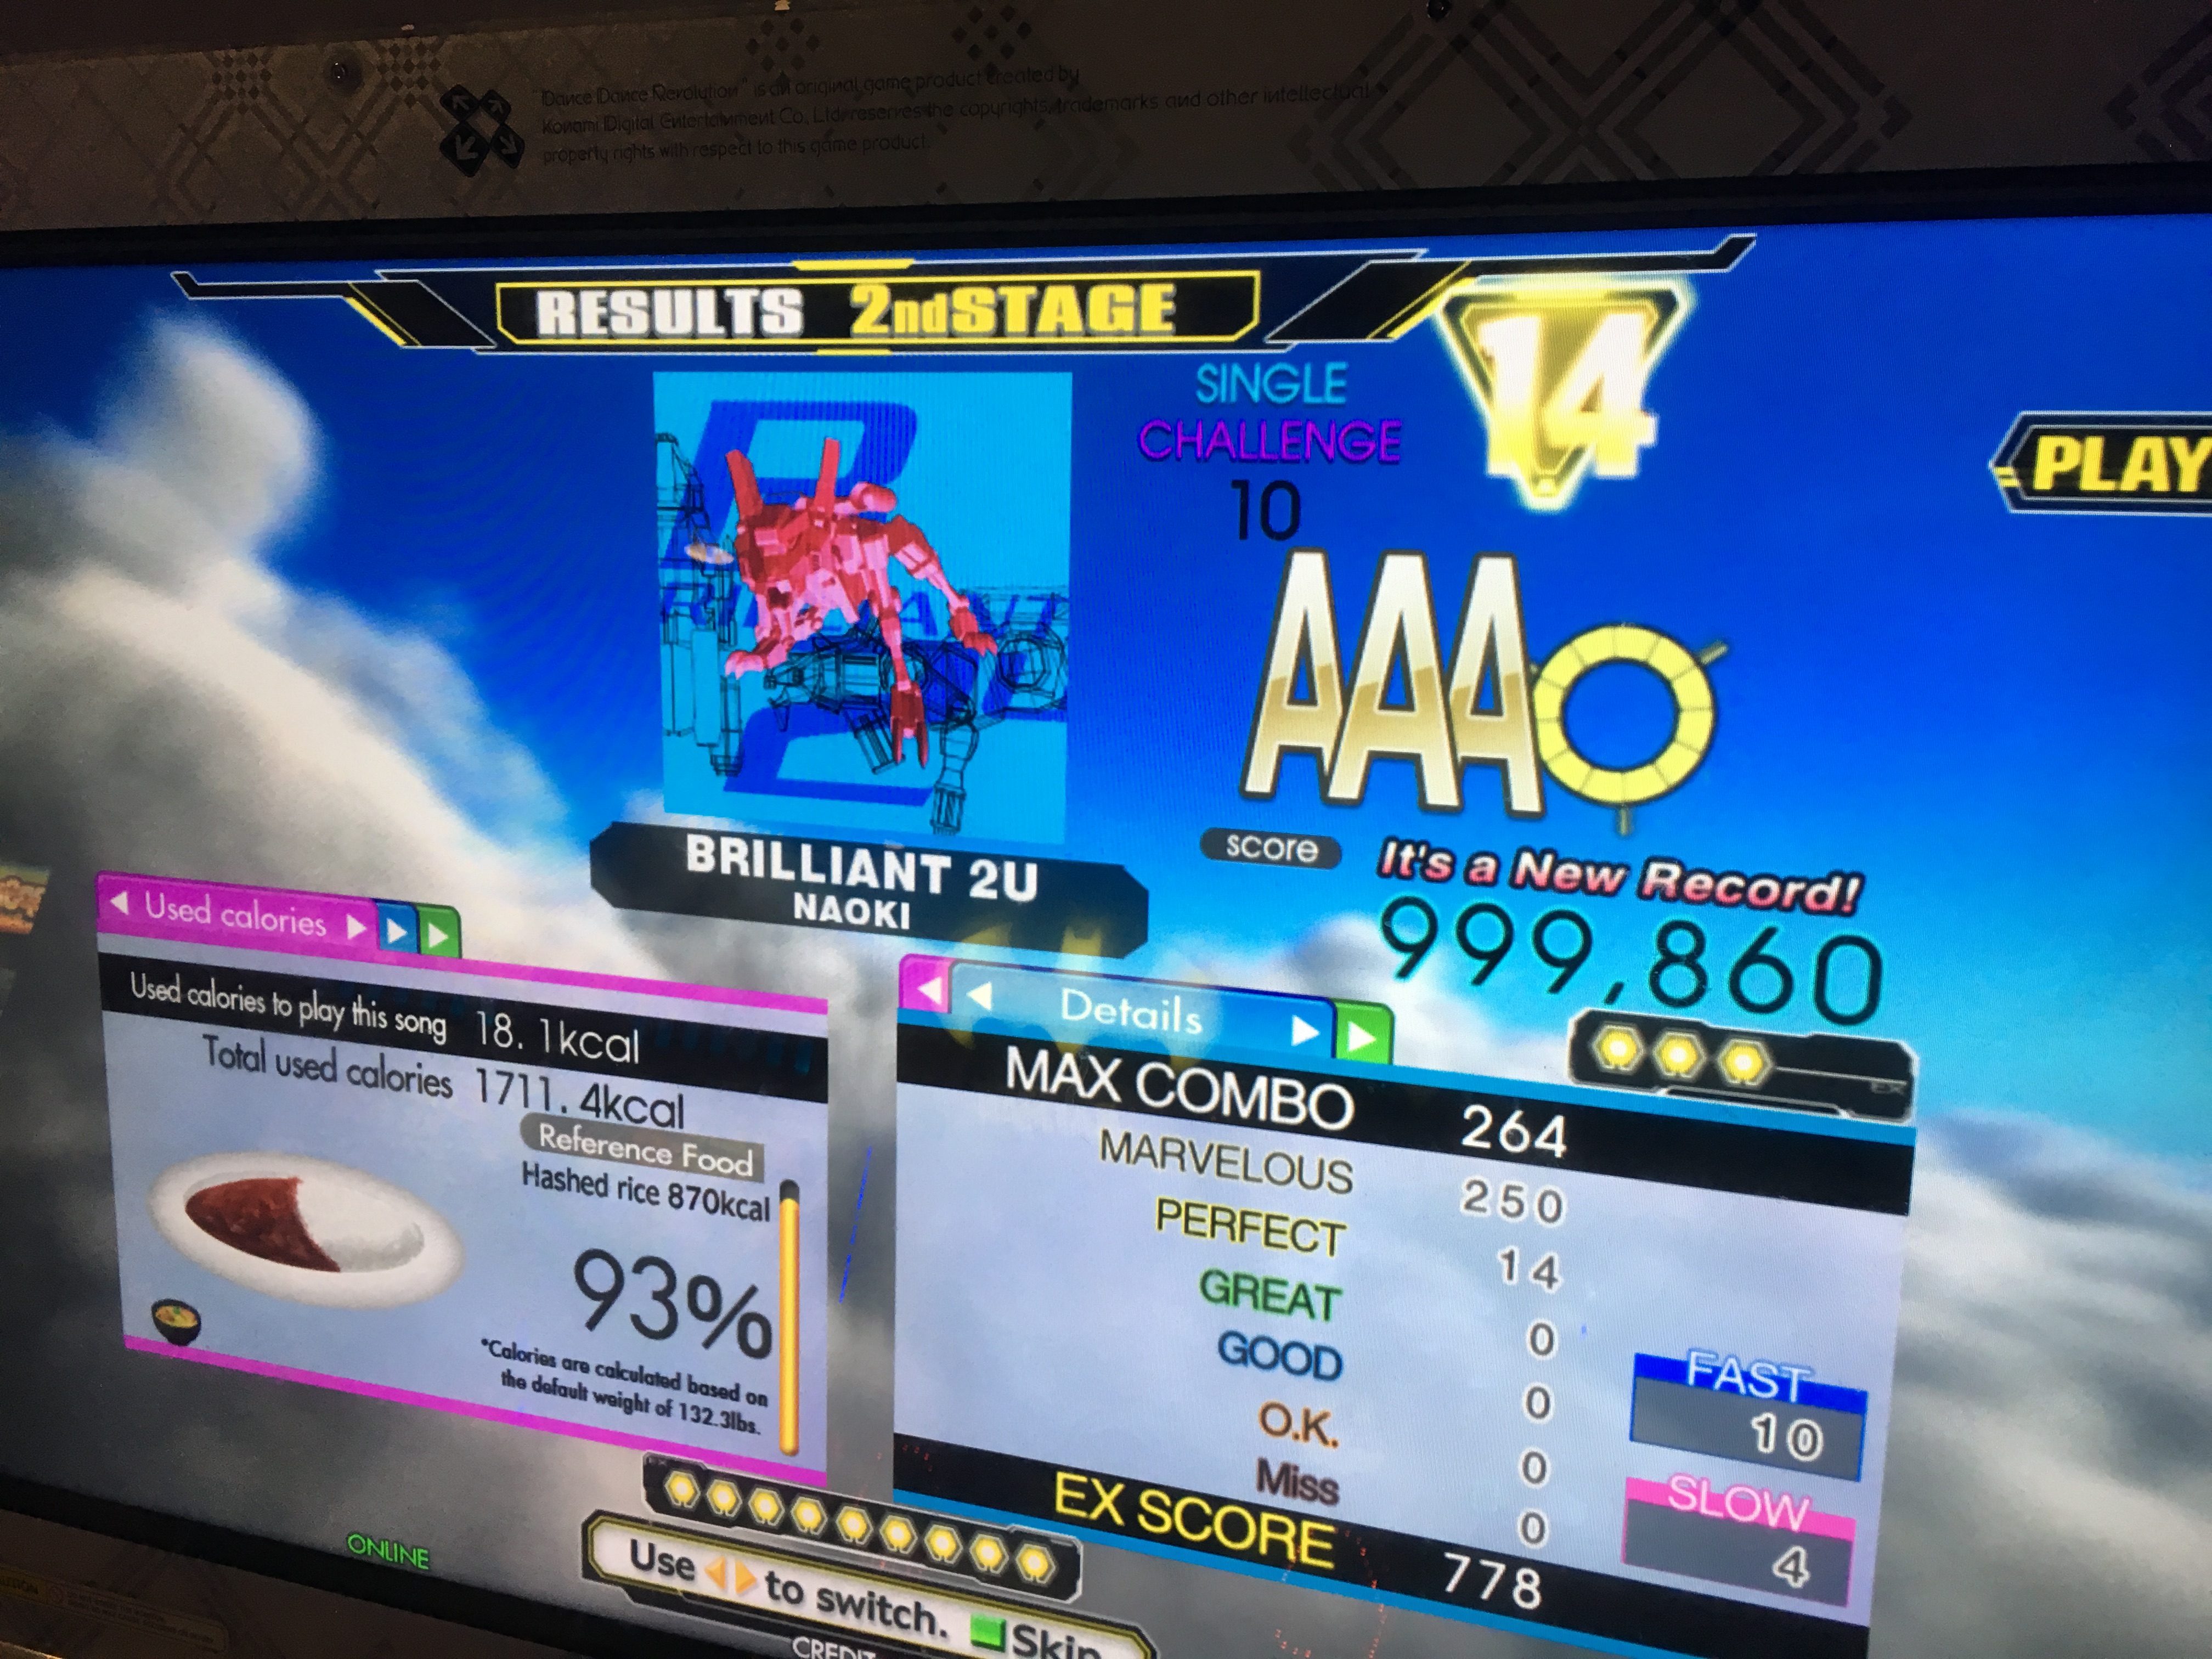 "Dance Dance Revolution" is an original game product created by
Konami Digital Entertainment Co., Ltd. reserves the copyrights, trademarks and other intellectual
property rights with respect to this game product.
RESULTS 2ndSTAGE
14
SINGLE
CHALLENGE
10
PLAY
AAA
BRILLIANT 2U
NAOKI
score
It's a New Record!
999,860
Used calories
Used calories to play this song 18.1kcal
Total used calories 1711.4kcal
Reference Food
Hashed rice 870kcal
93%
*Calories are calculated based on
the default weight of 132.3lbs.
Details
MAX COMBO 264
MARVELOUS 250
PERFECT 14
GREAT 0
GOOD 0
O.K. 0
Miss 0
EX SCORE 778
FAST
10
SLOW
4
EX
EX
ONLINE
Use to switch. Skip
CREDIT